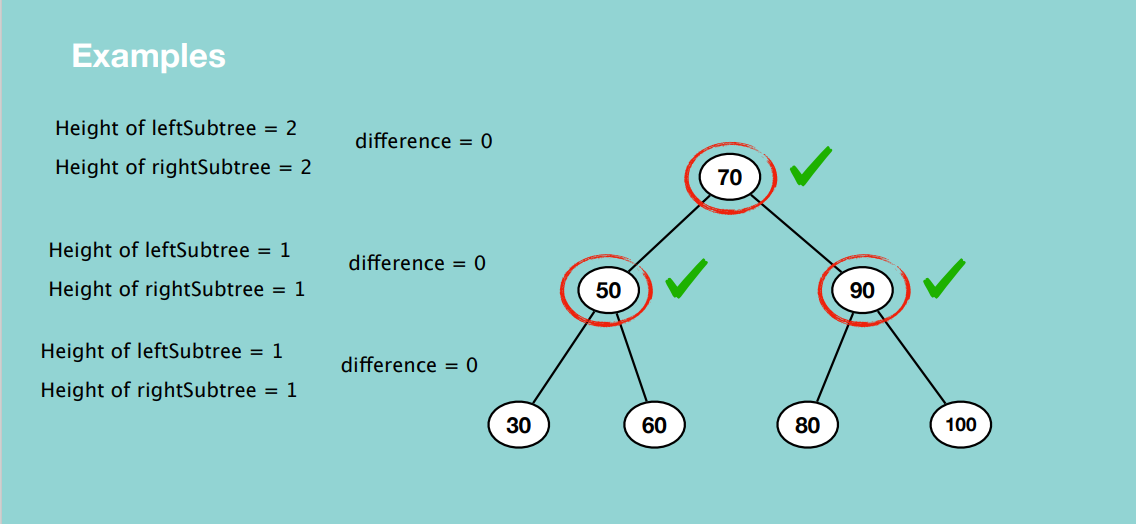 Examples
Height of leftSubtree = 2
Height of rightSubtree = 2
difference = 0
Height of leftSubtree = 1
Height of rightSubtree = 1
difference = 0
Height of leftSubtree = 1
Height of rightSubtree = 1
difference = 0
70
50
90
30
60
80
100